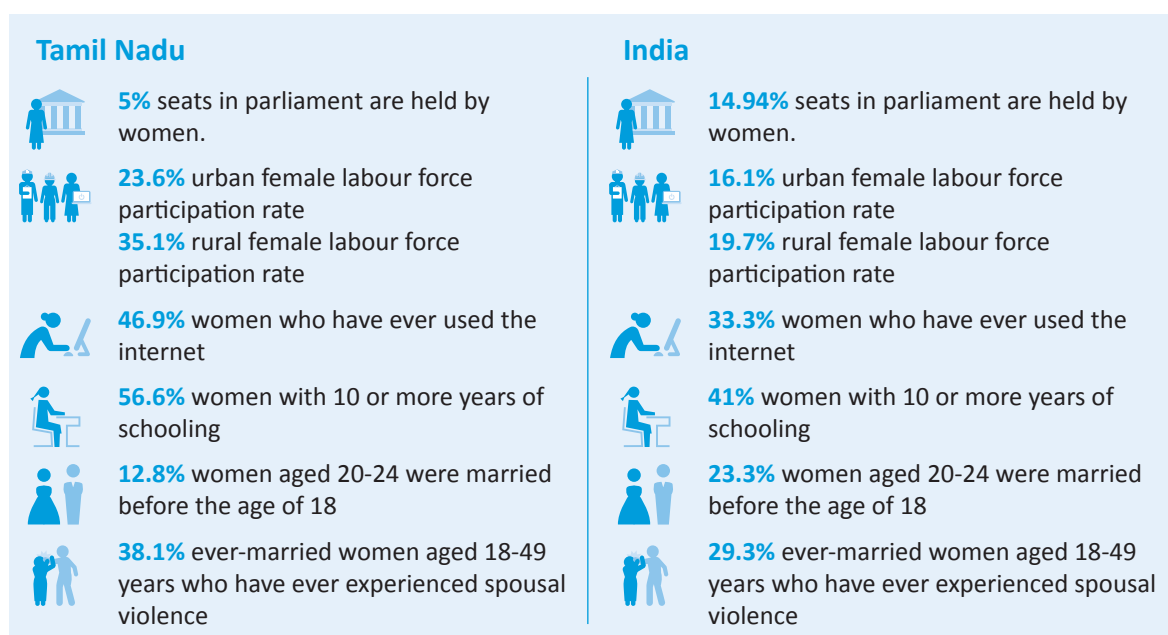 Tamil Nadu
5% seats in parliament are held by
women.
23.6% urban female labour force
participation rate
35.1% rural female labour force
participation rate
46.9% women who have ever used the
internet
56.6% women with 10 or more years of
schooling
12.8% women aged 20-24 were married
before the age of 18
38.1% ever-married women aged 18-49
years who have ever experienced spousal
violence
India
14.94% seats in parliament are held by
women.
16.1% urban female labour force
participation rate
19.7% rural female labour force
participation rate
33.3% women who have ever used the
internet
41% women with 10 or more years of
schooling
23.3% women aged 20-24 were married
before the age of 18
29.3% ever-married women aged 18-49
years who have ever experienced spousal
violence